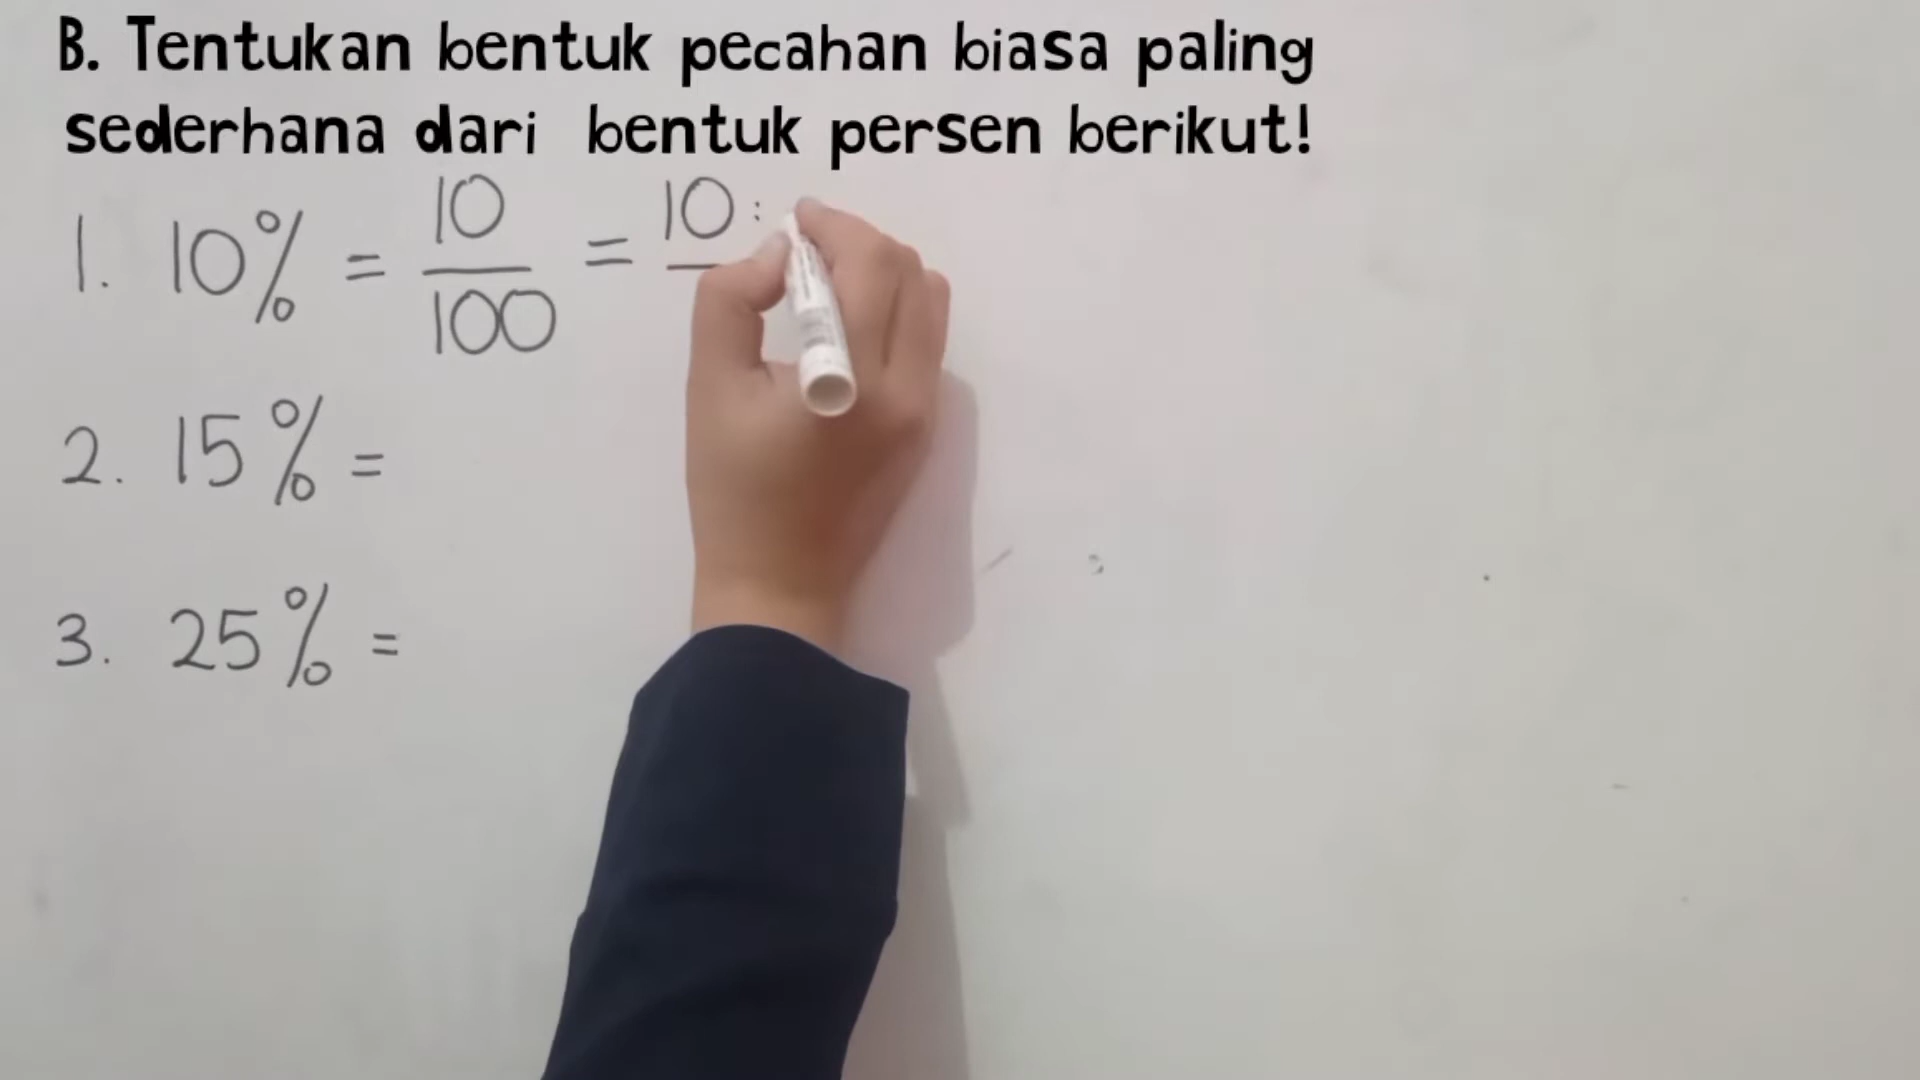 B. Tentukan bentuk pecahan biasa paling
sederhana dari bentuk persen berikut!
1. 10% = 10/100 = 10 :
2. 15% =
3. 25% =